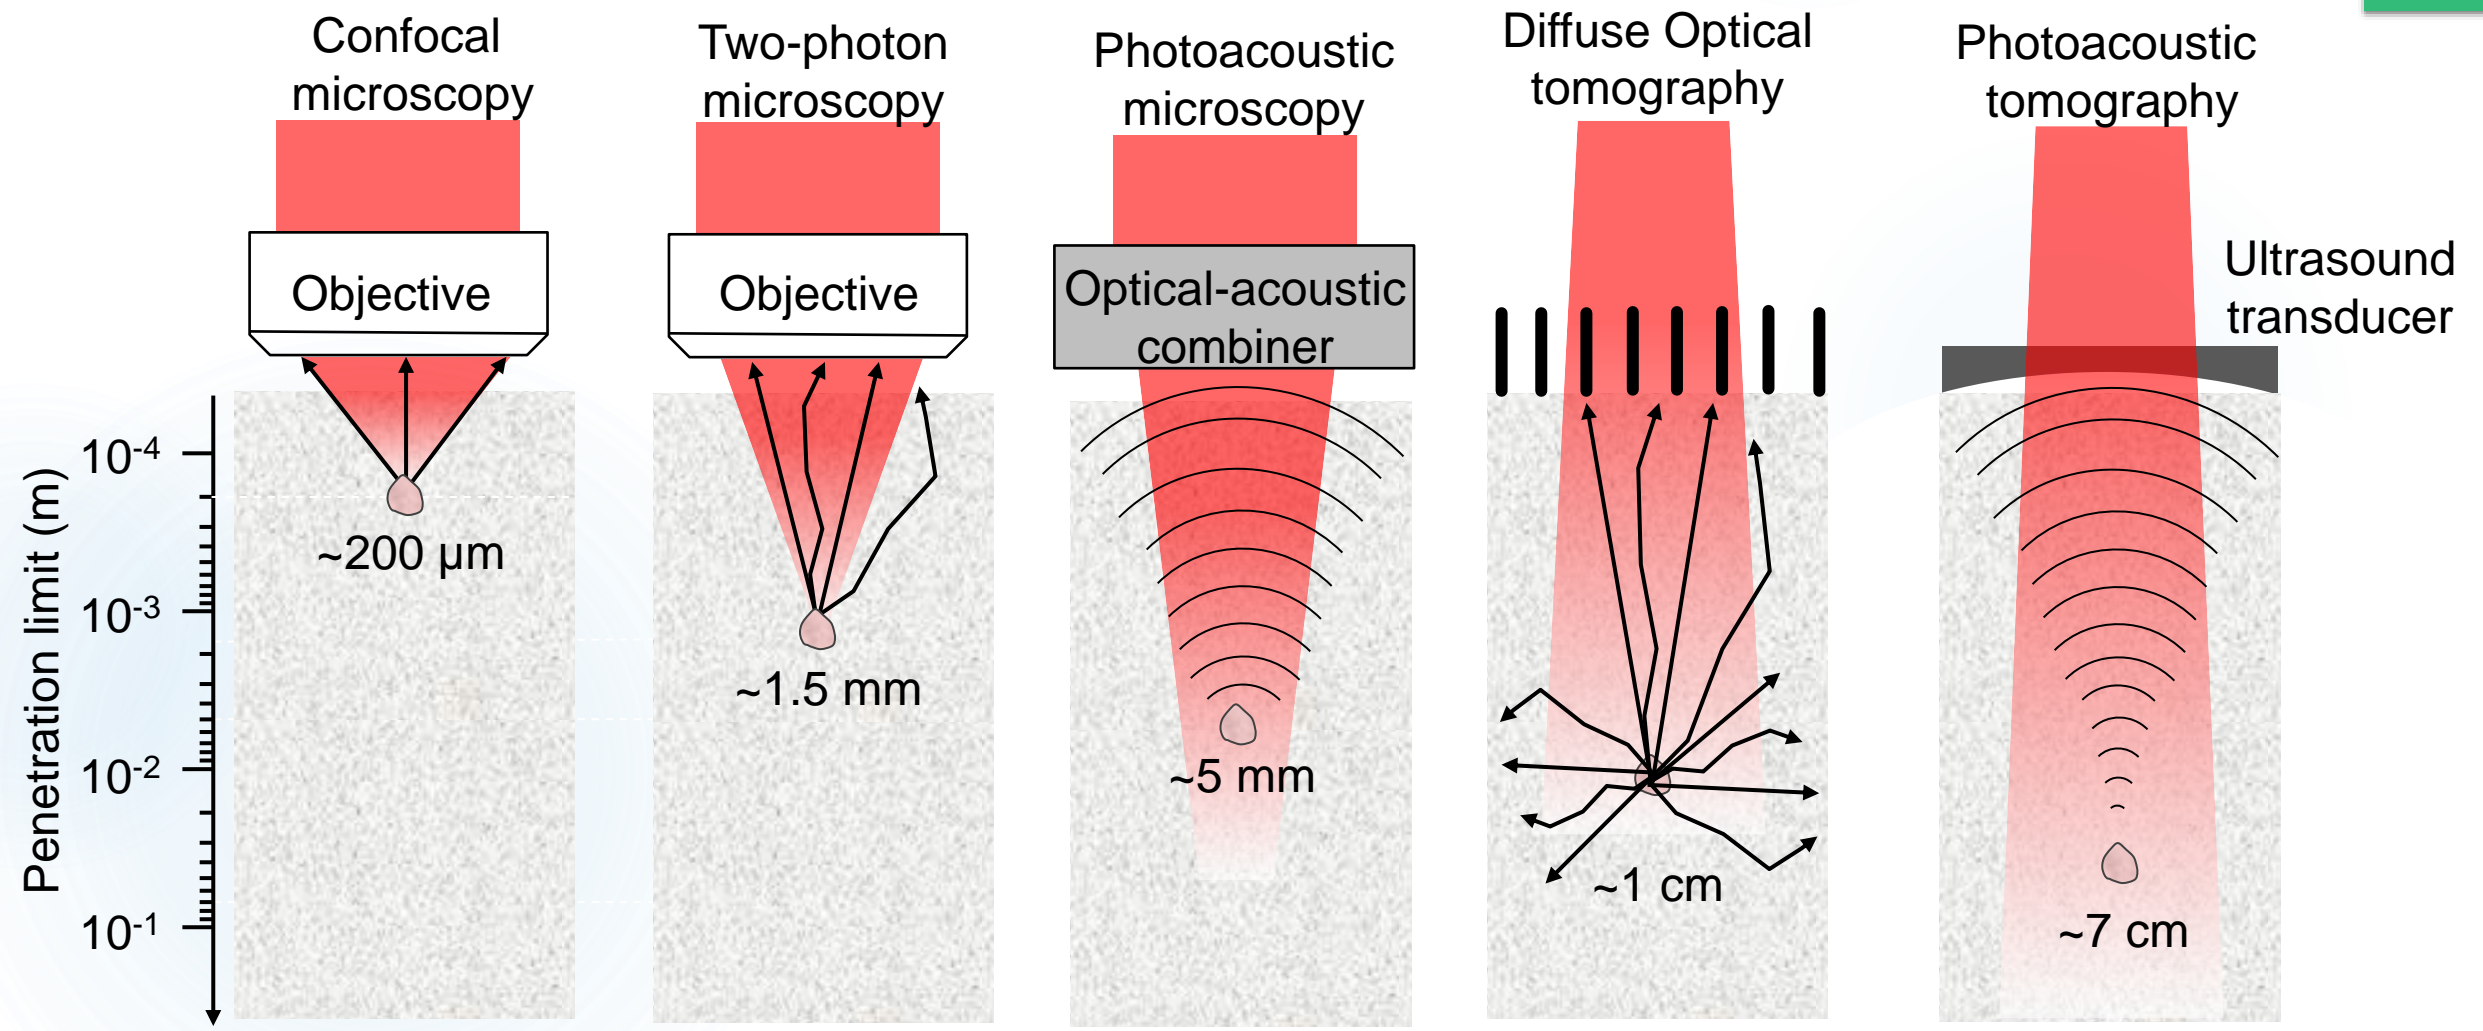 Confocal
microscopy
Two-photon
microscopy
Photoacoustic
microscopy
Diffuse Optical
tomography
Photoacoustic
tomography
Objective
Objective
Optical-acoustic
combiner
Ultrasound
transducer
Penetration limit (m)
10-4
10-3
10-2
10-1
~200 µm
~1.5 mm
~5 mm
~1 cm
~7 cm